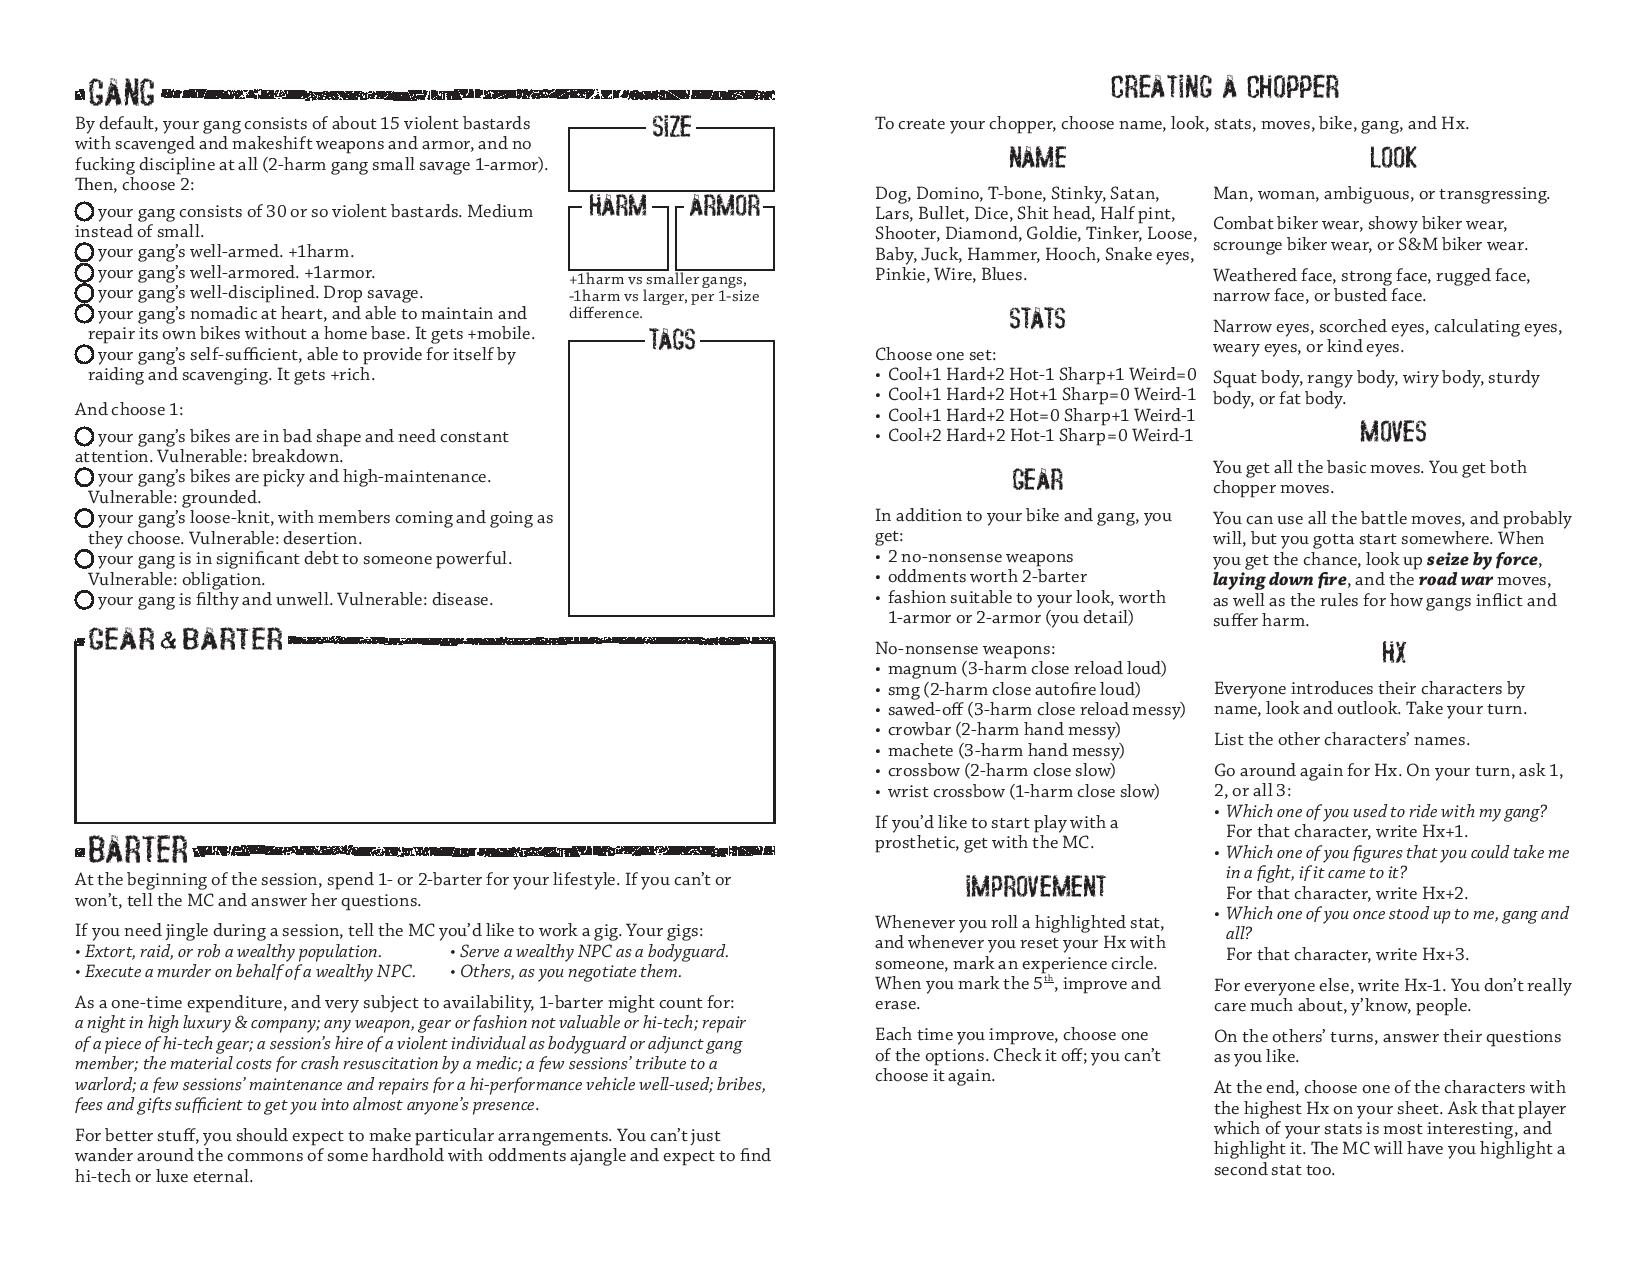 GANG
By default, your gang consists of about 15 violent bastards
with scavenged and makeshift weapons and armor, and no
fucking discipline at all (2-harm gang small savage 1-armor).
Then, choose 2:
your gang consists of 30 or so violent bastards. Medium
instead of small.
your gang's well-armed. +1harm.
your gang's well-armored. +1armor.
your gang's well-disciplined. Drop savage.
your gang's nomadic at heart, and able to maintain and
repair its own bikes without a home base. It gets +mobile.
your gang's self-sufficient, able to provide for itself by
raiding and scavenging. It gets +rich.
And choose 1:
your gang's bikes are in bad shape and need constant
attention. Vulnerable: breakdown.
your gang's bikes are picky and high-maintenance.
Vulnerable: grounded.
your gang's loose-knit, with members coming and going as
they choose. Vulnerable: desertion.
your gang is in significant debt to someone powerful.
Vulnerable: obligation.
your gang is filthy and unwell. Vulnerable: disease.
SIZE
HARM
ARMOR
+1harm vs smaller gangs,
-1harm vs larger, per 1-size
difference.
TAGS
GEAR & BARTER
BARTER
At the beginning of the session, spend 1- or 2-barter for your lifestyle. If you can't or
won't, tell the MC and answer her questions.
If you need jingle during a session, tell the MC you'd like to work a gig. Your gigs:
• Extort, raid, or rob a wealthy population.
• Execute a murder on behalf of a wealthy NPC.
• Serve a wealthy NPC as a bodyguard.
• Others, as you negotiate them.
As a one-time expenditure, and very subject to availability, 1-barter might count for:
a night in high luxury & company; any weapon, gear or fashion not valuable or hi-tech; repair
of a piece of hi-tech gear; a session's hire of a violent individual as bodyguard or adjunct gang
member; the material costs for crash resuscitation by a medic; a few sessions' tribute to a
warlord; a few sessions' maintenance and repairs for a hi-performance vehicle well-used; bribes,
fees and gifts sufficient to get you into almost anyone's presence.
For better stuff, you should expect to make particular arrangements. You can't just
wander around the commons of some hardhold with oddments ajangle and expect to find
hi-tech or luxe eternal.
CREATING A CHOPPER
To create your chopper, choose name, look, stats, moves, bike, gang, and Hx.
NAME
Dog, Domino, T-bone, Stinky, Satan,
Lars, Bullet, Dice, Shit head, Half pint,
Shooter, Diamond, Goldie, Tinker, Loose,
Baby, Juck, Hammer, Hooch, Snake eyes,
Pinkie, Wire, Blues.
STATS
Choose one set:
• Cool+1 Hard+2 Hot-1 Sharp+1 Weird=0
• Cool+1 Hard+2 Hot+1 Sharp=0 Weird-1
• Cool+1 Hard+2 Hot=0 Sharp+1 Weird-1
• Cool+2 Hard+2 Hot-1 Sharp=0 Weird-1
GEAR
In addition to your bike and gang, you
get:
• 2 no-nonsense weapons
• oddments worth 2-barter
• fashion suitable to your look, worth
1-armor or 2-armor (you detail)
No-nonsense weapons:
• magnum (3-harm close reload loud)
• smg (2-harm close autofire loud)
• sawed-off (3-harm close reload messy)
• crowbar (2-harm hand messy)
• machete (3-harm hand messy)
• crossbow (2-harm close slow)
• wrist crossbow (1-harm close slow)
If you'd like to start play with a
prosthetic, get with the MC.
IMPROVEMENT
Whenever you roll a highlighted stat,
and whenever you reset your Hx with
someone, mark an experience circle.
When you mark the 5th, improve and
erase.
Each time you improve, choose one
of the options. Check it off; you can't
choose it again.
LOOK
Man, woman, ambiguous, or transgressing.
Combat biker wear, showy biker wear,
scrounge biker wear, or S&M biker wear.
Weathered face, strong face, rugged face,
narrow face, or busted face.
Narrow eyes, scorched eyes, calculating eyes,
weary eyes, or kind eyes.
Squat body, rangy body, wiry body, sturdy
body, or fat body.
MOVES
You get all the basic moves. You get both
chopper moves.
You can use all the battle moves, and probably
will, but you gotta start somewhere. When
you get the chance, look up seize by force,
laying down fire, and the road war moves,
as well as the rules for how gangs inflict and
suffer harm.
HX
Everyone introduces their characters by
name, look and outlook. Take your turn.
List the other characters' names.
Go around again for Hx. On your turn, ask 1,
2, or all 3:
• Which one of you used to ride with my gang?
For that character, write Hx+1.
• Which one of you figures that you could take me
in a fight, if it came to it?
For that character, write Hx+2.
• Which one of you once stood up to me, gang and
all?
For that character, write Hx+3.
For everyone else, write Hx-1. You don't really
care much about, y'know, people.
On the others' turns, answer their questions
as you like.
At the end, choose one of the characters with
the highest Hx on your sheet. Ask that player
which of your stats is most interesting, and
highlight it. The MC will have you highlight a
second stat too.